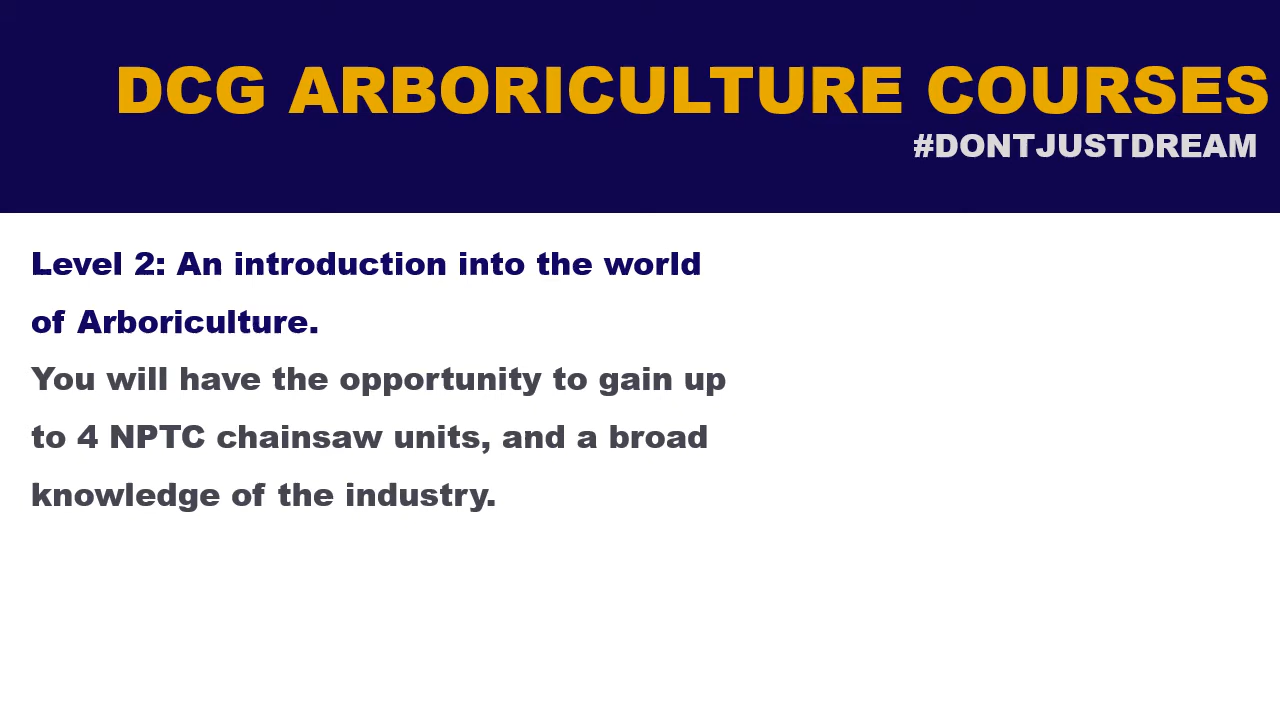 DCG ARBORICULTURE COURSES
#DONTJUSTDREAM
Level 2: An introduction into the world
of Arboriculture.
You will have the opportunity to gain up
to 4 NPTC chainsaw units, and a broad
knowledge of the industry.